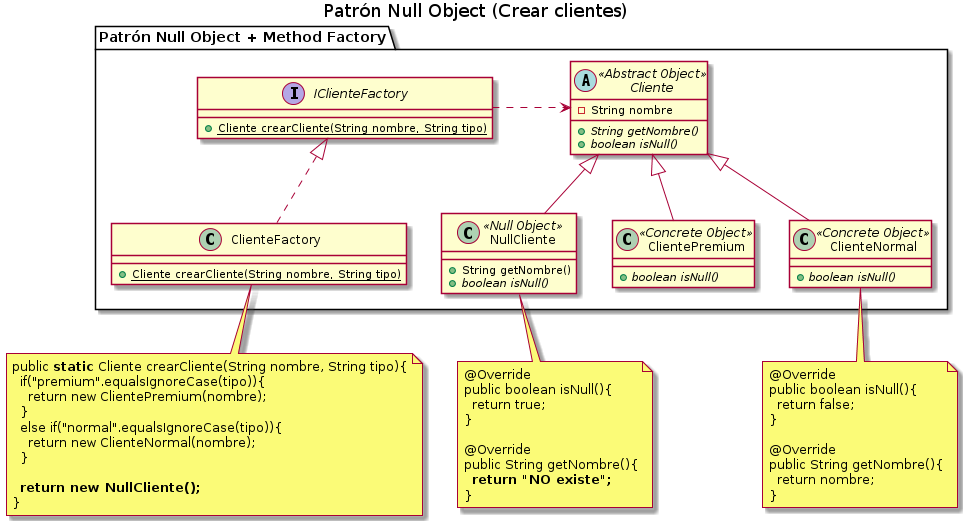 Patrón Null Object (Crear clientes)
Patrón Null Object + Method Factory
I IClienteFactory
Cliente crearCliente(String nombre, String tipo)
A «Abstract Object»
Cliente
String nombre
String getNombre()
boolean isNull()
C ClienteFactory
Cliente crearCliente(String nombre, String tipo)
C «Null Object»
NullCliente
String getNombre()
boolean isNull()
C «Concrete Object»
ClientePremium
boolean isNull()
C «Concrete Object»
ClienteNormal
boolean isNull()
public static Cliente crearCliente(String nombre, String tipo){
if("premium".equalsIgnoreCase(tipo)){
return new ClientePremium(nombre);
}
else if("normal".equalsIgnoreCase(tipo)){
return new ClienteNormal(nombre);
}
return new NullCliente();
}
@Override
public boolean isNull(){
return true;
}
@Override
public String getNombre(){
return "NO existe";
}
@Override
public boolean isNull(){
return false;
}
@Override
public String getNombre(){
return nombre;
}